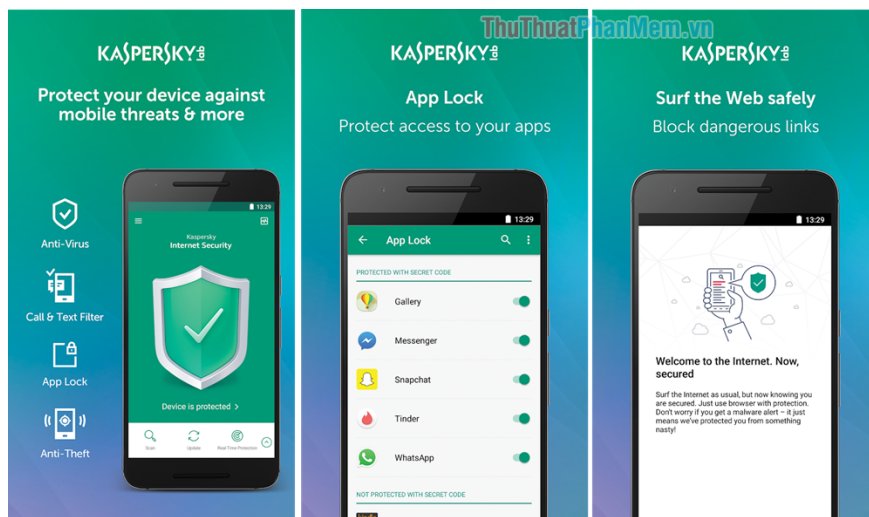 KASPERSKY lab
Protect your device against
mobile threats & more
Anti-Virus
Call & Text Filter
App Lock
Anti-Theft
13:29
Kaspersky
Internet Security
Device is protected >
Scan
Update
Real-Time Protection
ThuThuatPhanMem.vn
KASPERSKY lab
App Lock
Protect access to your apps
13:29
App Lock
PROTECTED WITH SECRET CODE
Gallery
Messenger
Snapchat
Tinder
WhatsApp
NOT PROTECTED WITH SECRET CODE
KASPERSKY lab
Surf the Web safely
Block dangerous links
13:29
Welcome to the Internet. Now,
secured
Surf the Internet as usual, but now knowing you
are secured. Just use browser with protection.
Don't worry if you get a malware alert – it just
means we've protected you from something
nasty!